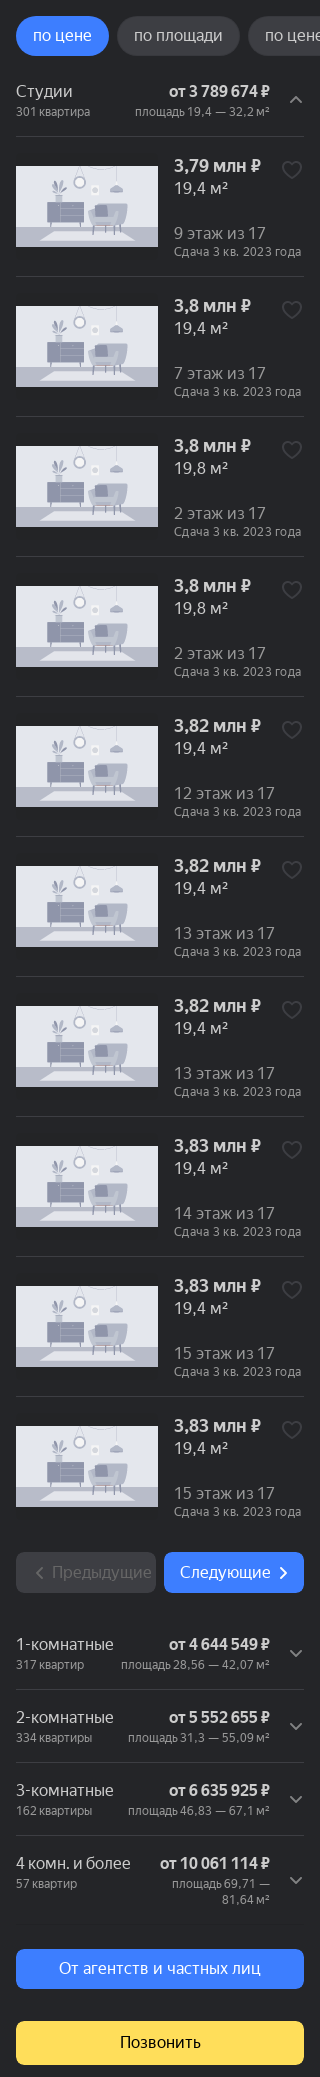 по цене
по площади
по цене
Студии
от 3 789 674 ₽
301 квартира
площадь 19,4 — 32,2 м²
3,79 млн ₽
19,4 м²
9 этаж из 17
Сдача 3 кв. 2023 года
3,8 млн ₽
19,4 м²
7 этаж из 17
Сдача 3 кв. 2023 года
3,8 млн ₽
19,8 м²
2 этаж из 17
Сдача 3 кв. 2023 года
3,8 млн ₽
19,8 м²
2 этаж из 17
Сдача 3 кв. 2023 года
3,82 млн ₽
19,4 м²
12 этаж из 17
Сдача 3 кв. 2023 года
3,82 млн ₽
19,4 м²
13 этаж из 17
Сдача 3 кв. 2023 года
3,82 млн ₽
19,4 м²
13 этаж из 17
Сдача 3 кв. 2023 года
3,83 млн ₽
19,4 м²
14 этаж из 17
Сдача 3 кв. 2023 года
3,83 млн ₽
19,4 м²
15 этаж из 17
Сдача 3 кв. 2023 года
3,83 млн ₽
19,4 м²
15 этаж из 17
Сдача 3 кв. 2023 года
Предыдущие
Следующие
1-комнатные
от 4 644 549 ₽
317 квартир
площадь 28,56 — 42,07 м²
2-комнатные
от 5 552 655 ₽
334 квартиры
площадь 31,3 — 55,09 м²
3-комнатные
от 6 635 925 ₽
162 квартиры
площадь 46,83 — 67,1 м²
4 комн. и более
от 10 061 114 ₽
57 квартир
площадь 69,71 —
81,64 м²
От агентств и частных лиц
Позвонить